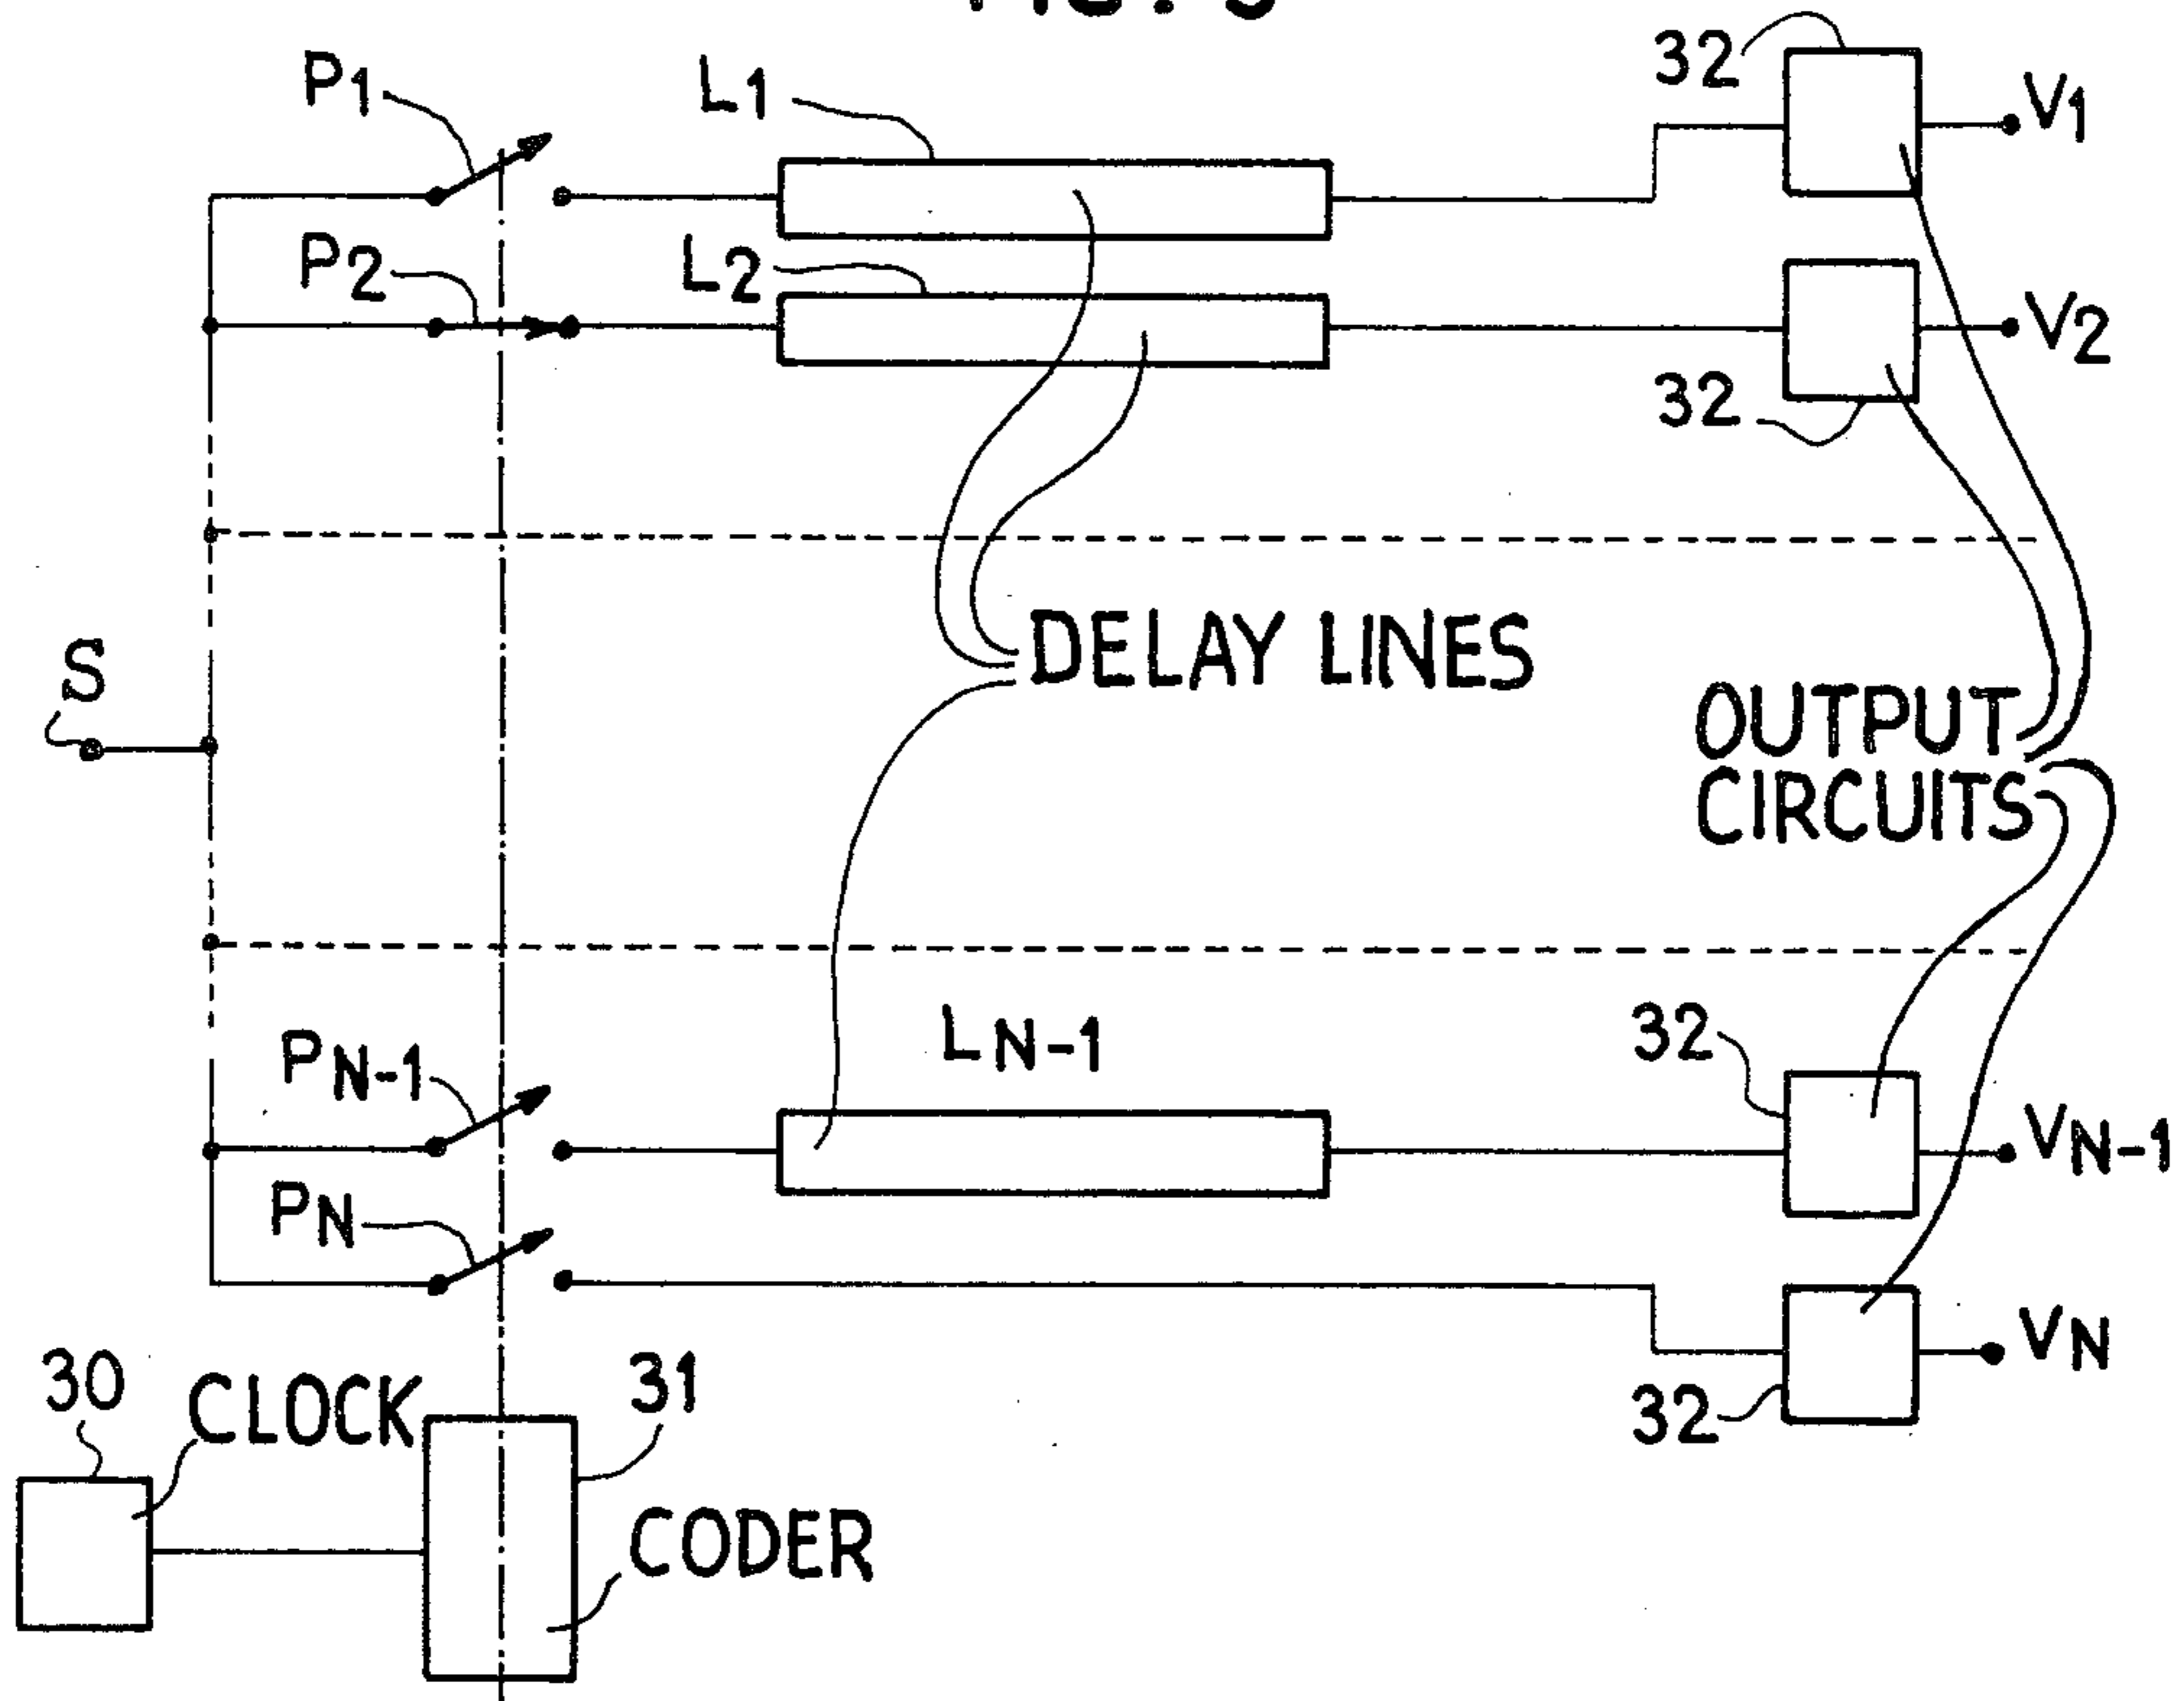 P1
L1
32
V1
P2
L2
V2
32
DELAY LINES
S
OUTPUT
CIRCUITS
LN-1
32
PN-1
VN-1
PN
VN
30
CLOCK
31
32
CODER